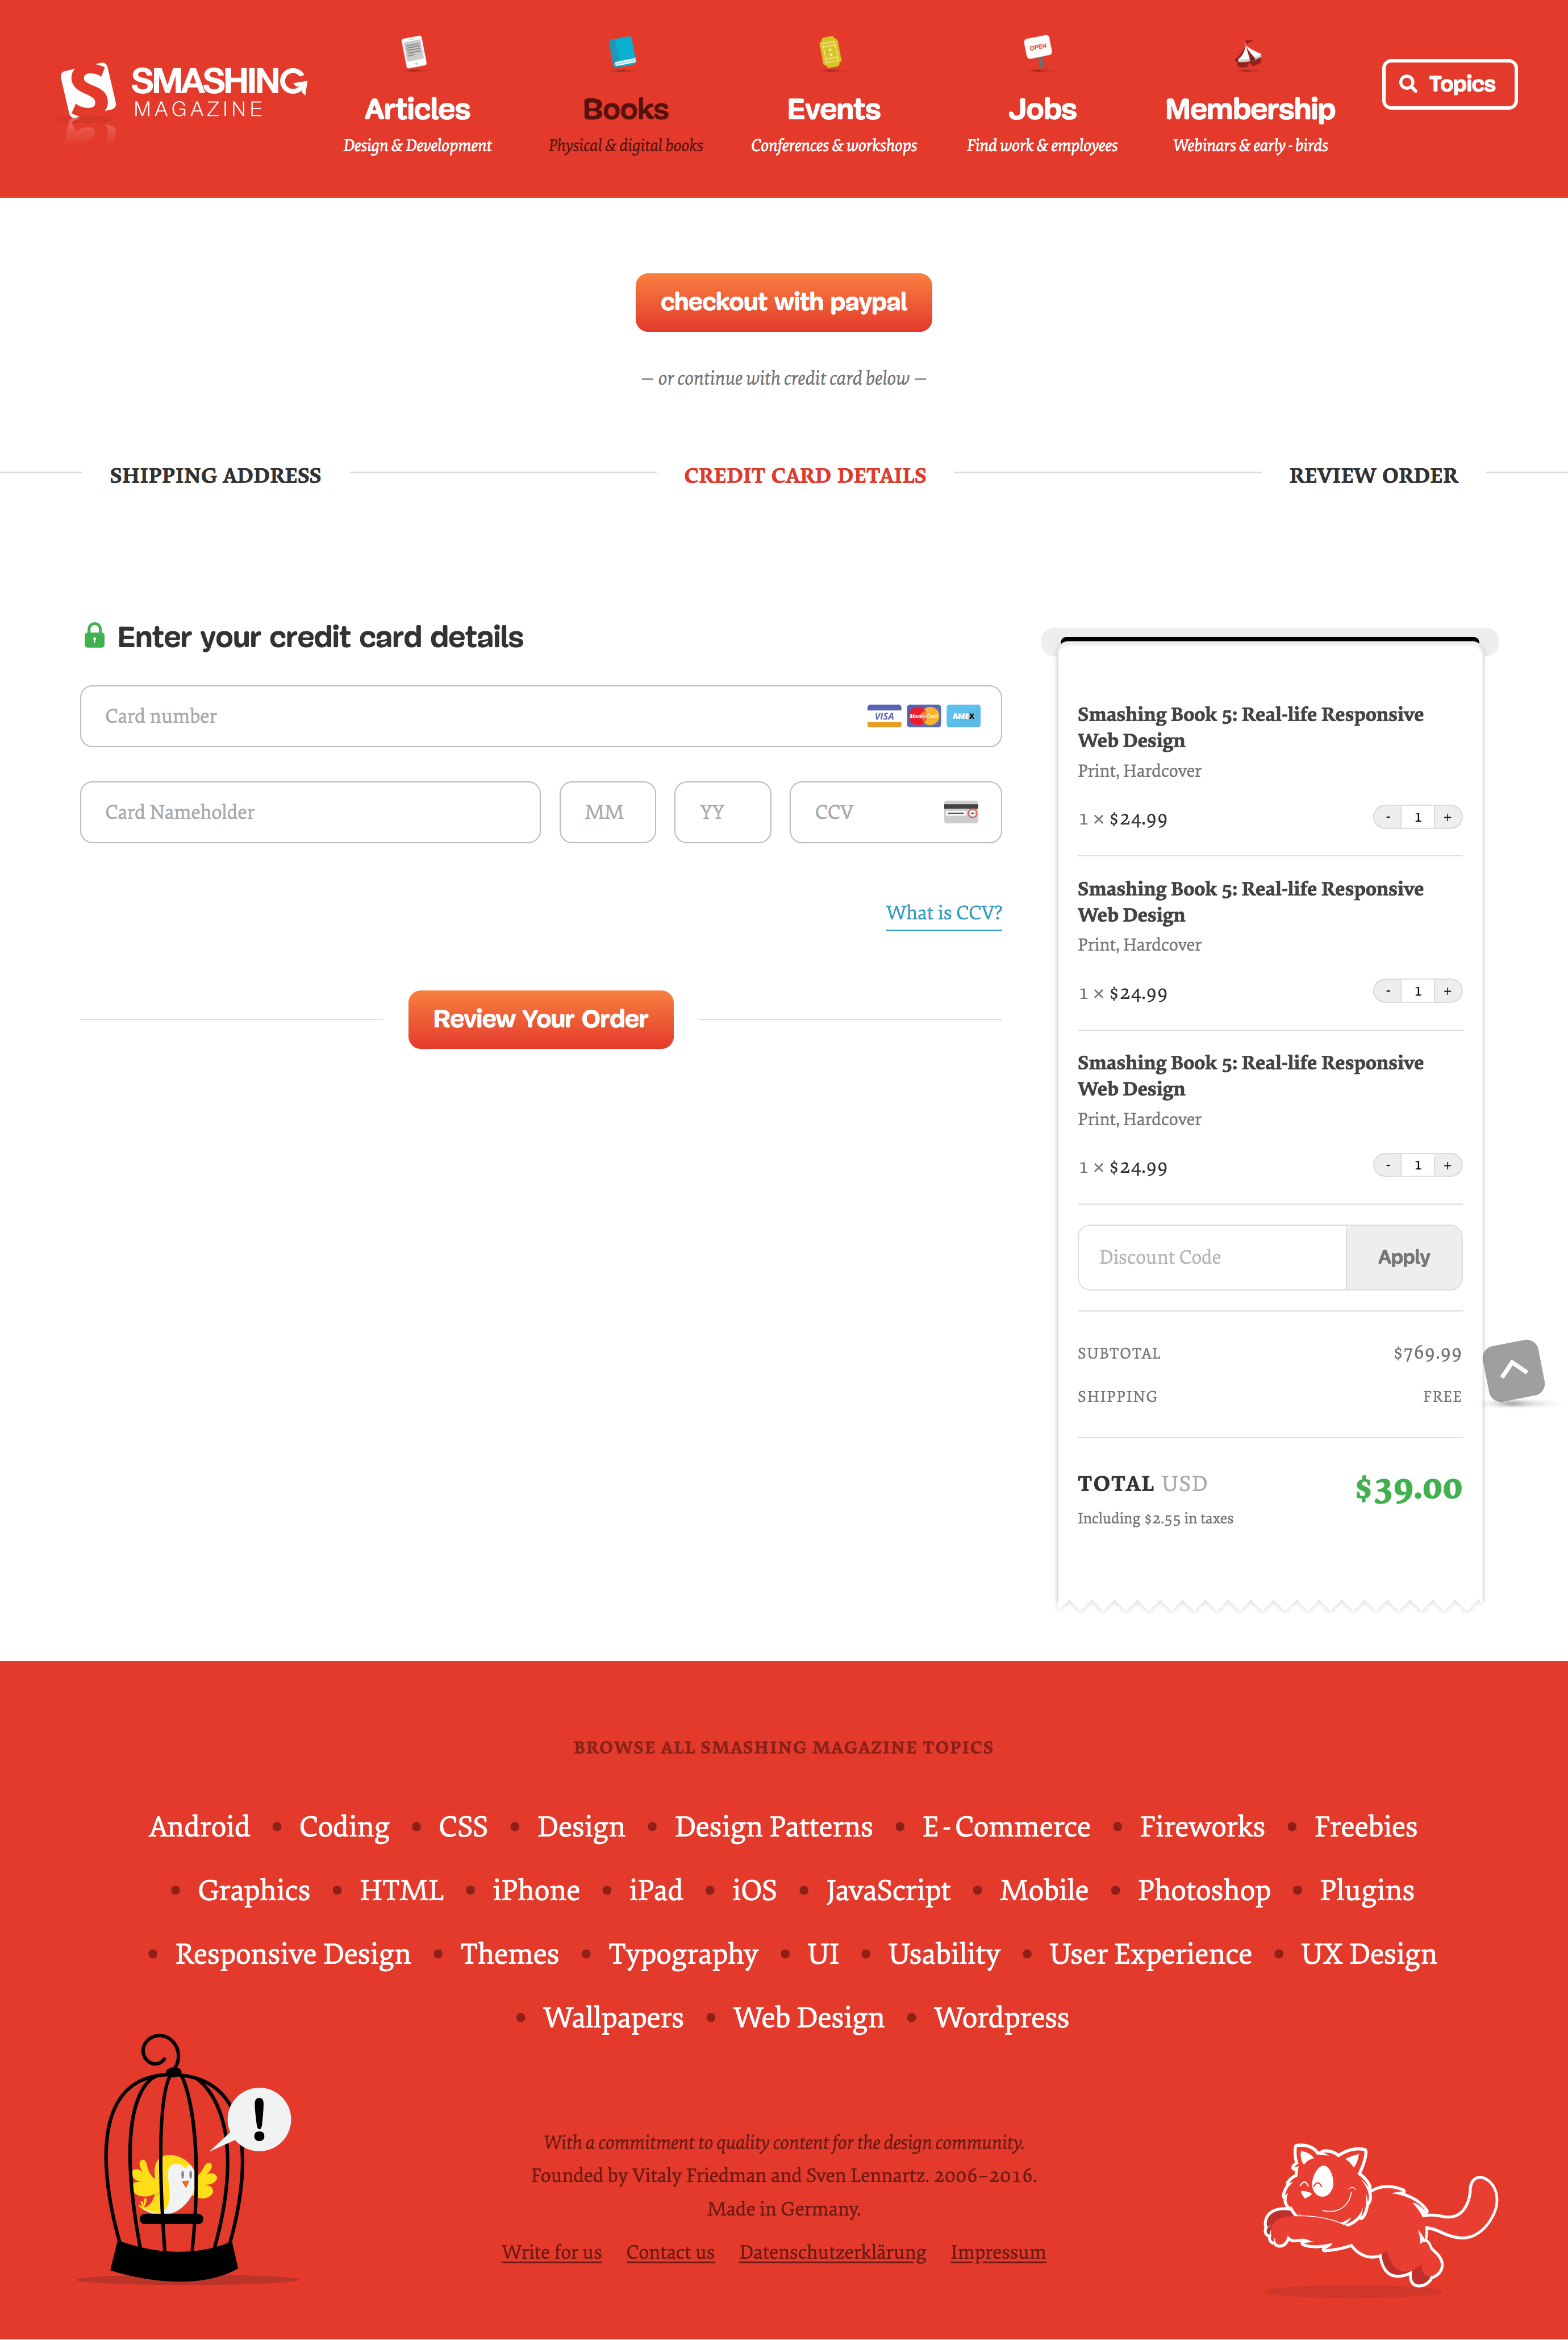 SMASHING
MAGAZINE
Articles
Design & Development
Books
Physical & digital books
Events
Conferences & workshops
OPEN
Jobs
Find work & employees
Membership
Webinars & early-birds
Topics
checkout with paypal
— or continue with credit card below —
SHIPPING ADDRESS
CREDIT CARD DETAILS
REVIEW ORDER
Enter your credit card details
Card number
VISA MasterCard AMEX
Card Nameholder
MM
YY
CCV
What is CCV?
Review Your Order
Smashing Book 5: Real-life Responsive
Web Design
Print, Hardcover
1 × $24.99
- 1 +
Smashing Book 5: Real-life Responsive
Web Design
Print, Hardcover
1 × $24.99
- 1 +
Smashing Book 5: Real-life Responsive
Web Design
Print, Hardcover
1 × $24.99
- 1 +
Discount Code
Apply
SUBTOTAL $769.99
SHIPPING FREE
TOTAL USD $39.00
Including $2.55 in taxes
BROWSE ALL SMASHING MAGAZINE TOPICS
Android • Coding • CSS • Design • Design Patterns • E-Commerce • Fireworks • Freebies
• Graphics • HTML • iPhone • iPad • iOS • JavaScript • Mobile • Photoshop • Plugins
• Responsive Design • Themes • Typography • UI • Usability • User Experience • UX Design
• Wallpapers • Web Design • Wordpress
!
With a commitment to quality content for the design community.
Founded by Vitaly Friedman and Sven Lennartz. 2006–2016.
Made in Germany.
Write for us Contact us Datenschutzerklärung Impressum